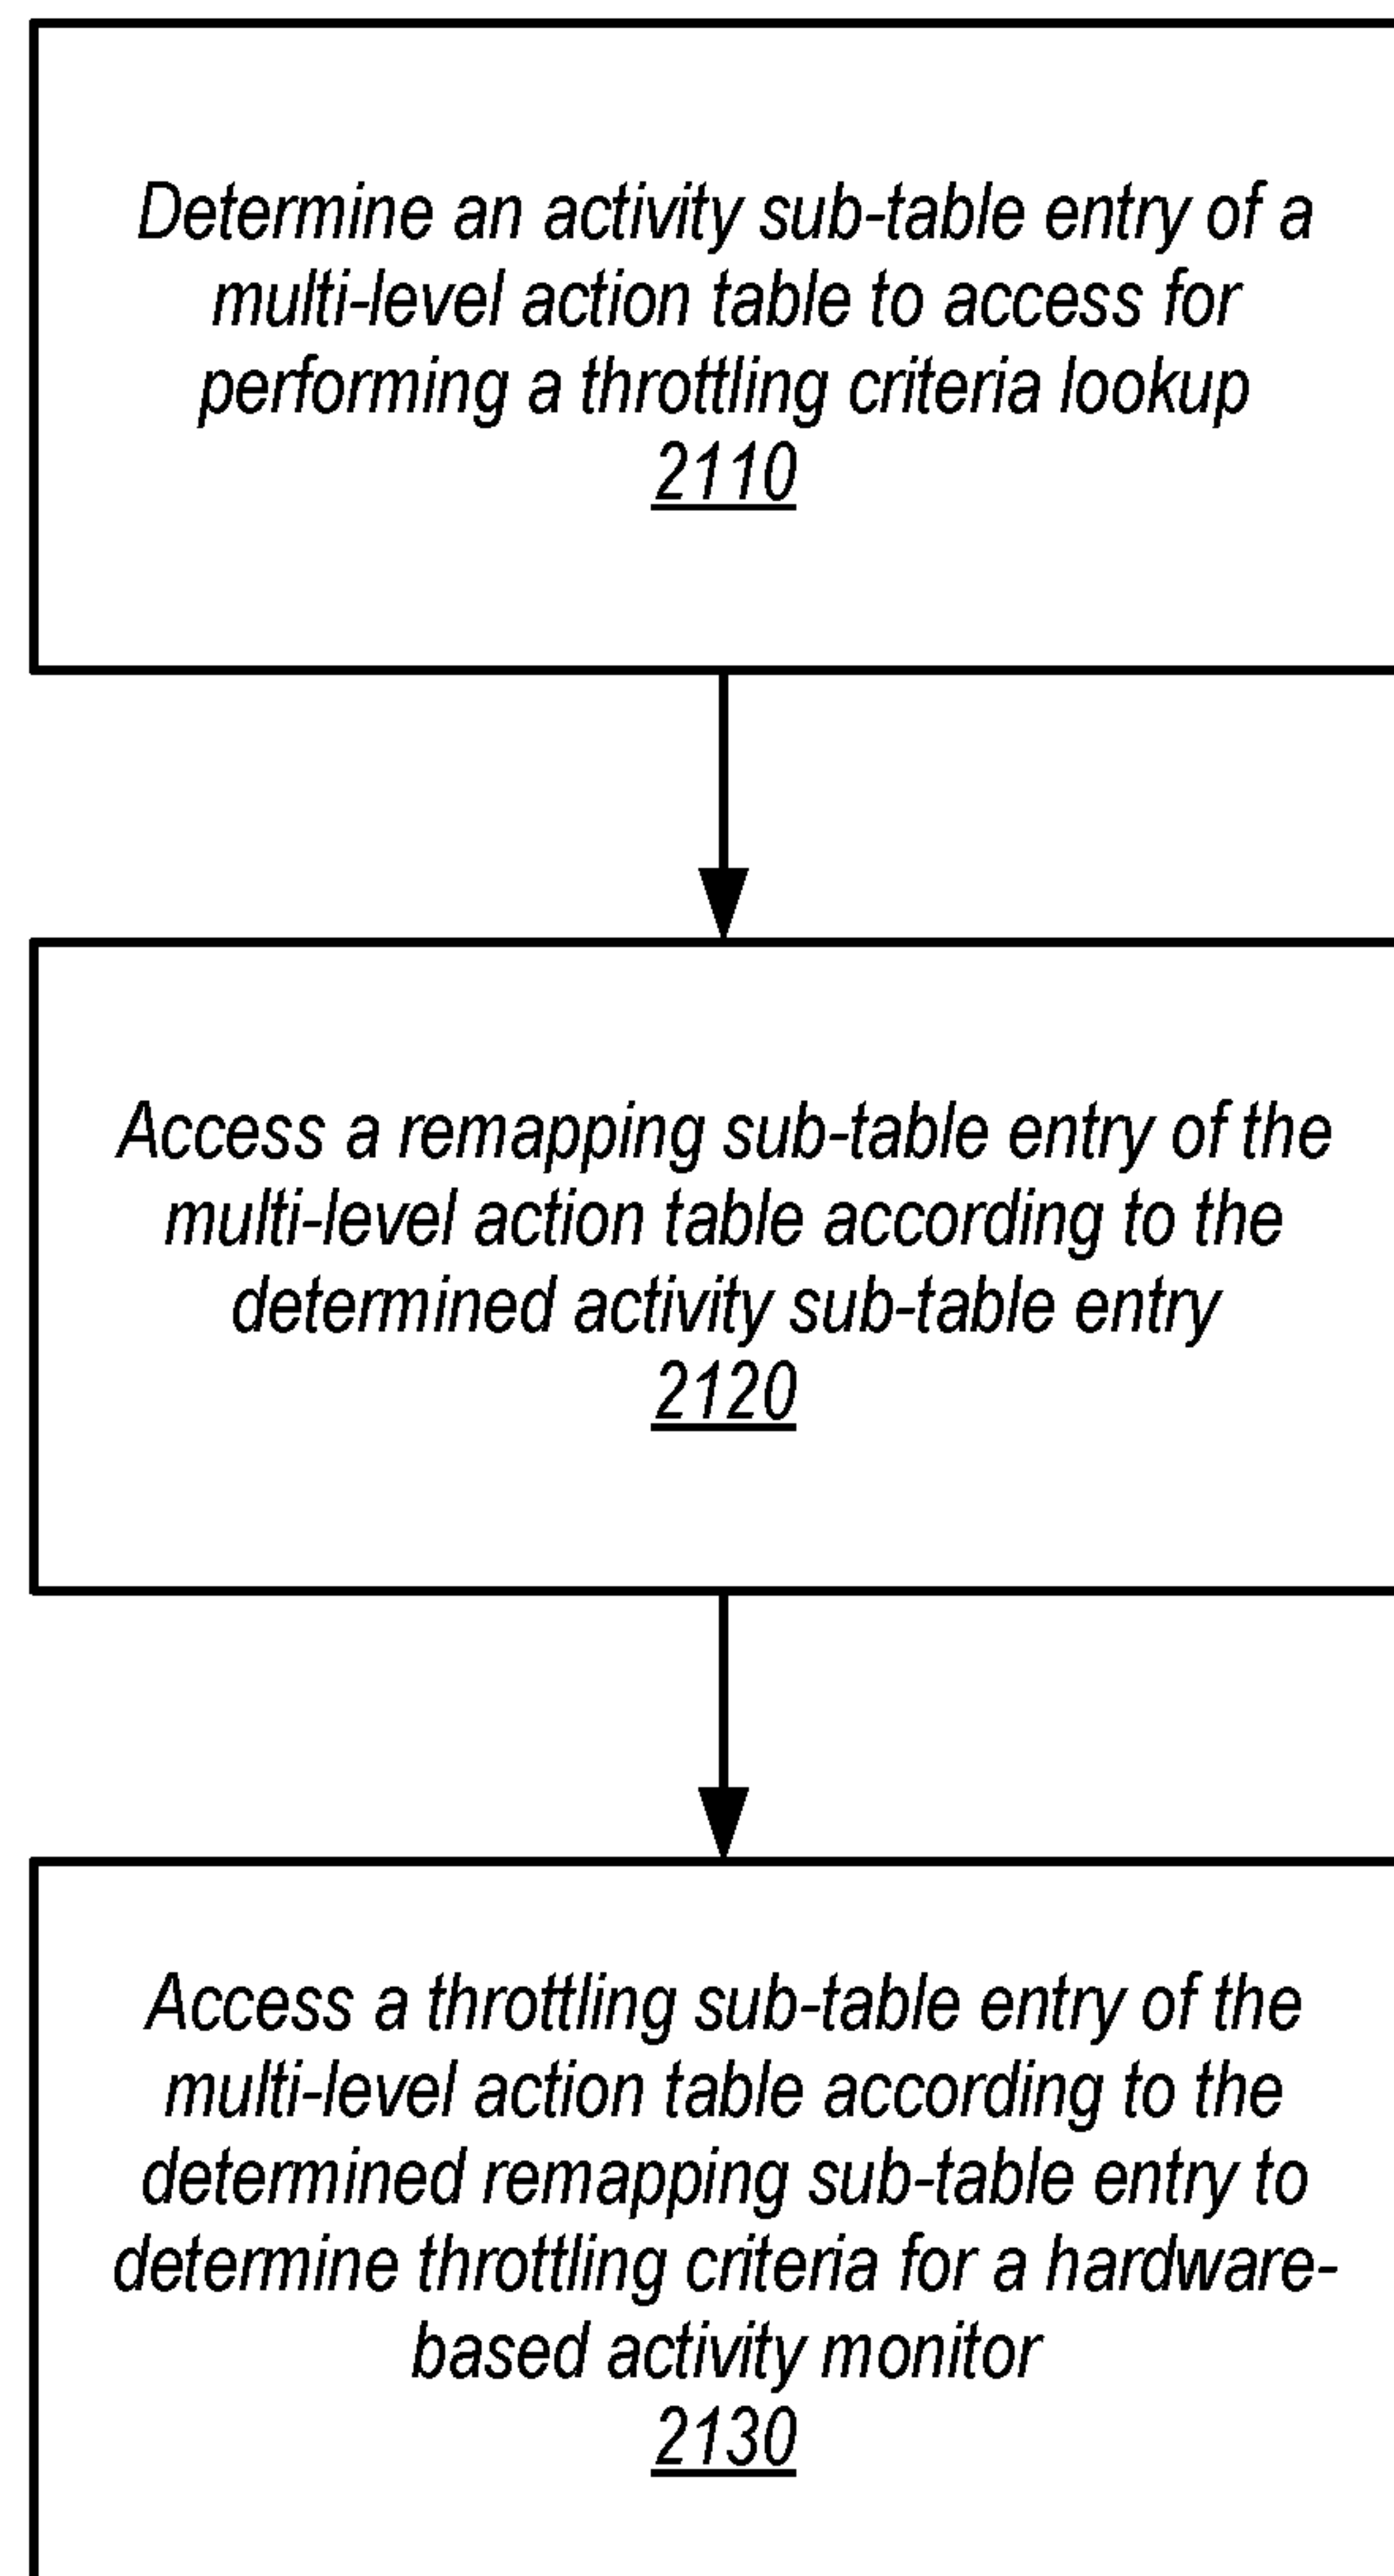 Determine an activity sub-table entry of a
multi-level action table to access for
performing a throttling criteria lookup
2110
Access a remapping sub-table entry of the
multi-level action table according to the
determined activity sub-table entry
2120
Access a throttling sub-table entry of the
multi-level action table according to the
determined remapping sub-table entry to
determine throttling criteria for a hardware-
based activity monitor
2130